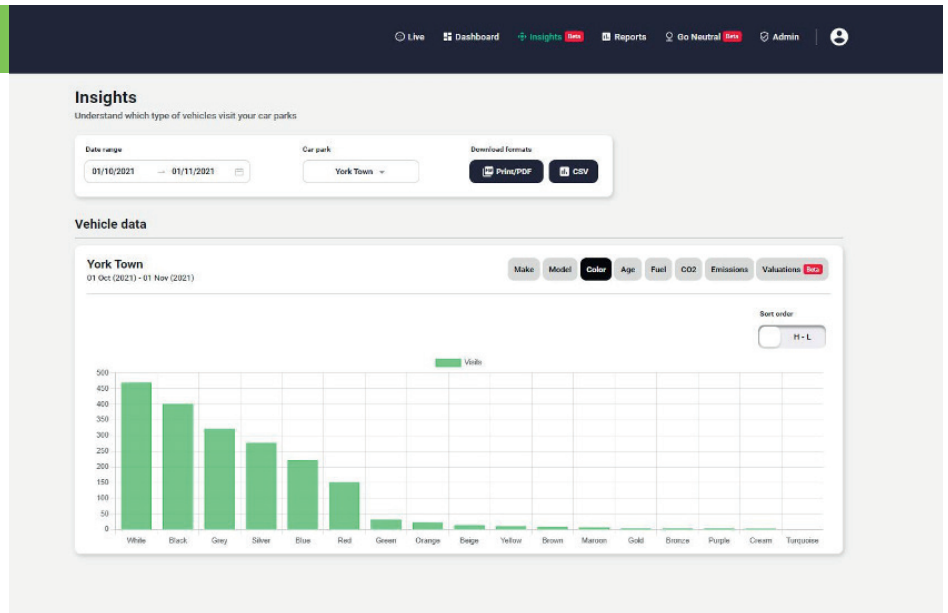 Live Dashboard Insights Beta Reports Go Neutral Beta Admin
Insights
Understand which type of vehicles visit your car parks
Date range Car park Download formats
01/10/2021 → 01/11/2021 York Town Print/PDF CSV
Vehicle data
York Town
01 Oct (2021) - 01 Nov (2021)
Make Model Color Age Fuel CO2 Emissions Valuations Beta
Sort order
H - L
Visits
500
450
400
350
300
250
200
150
100
50
0
White Black Grey Silver Blue Red Green Orange Beige Yellow Brown Maroon Gold Bronze Purple Cream Turquoise